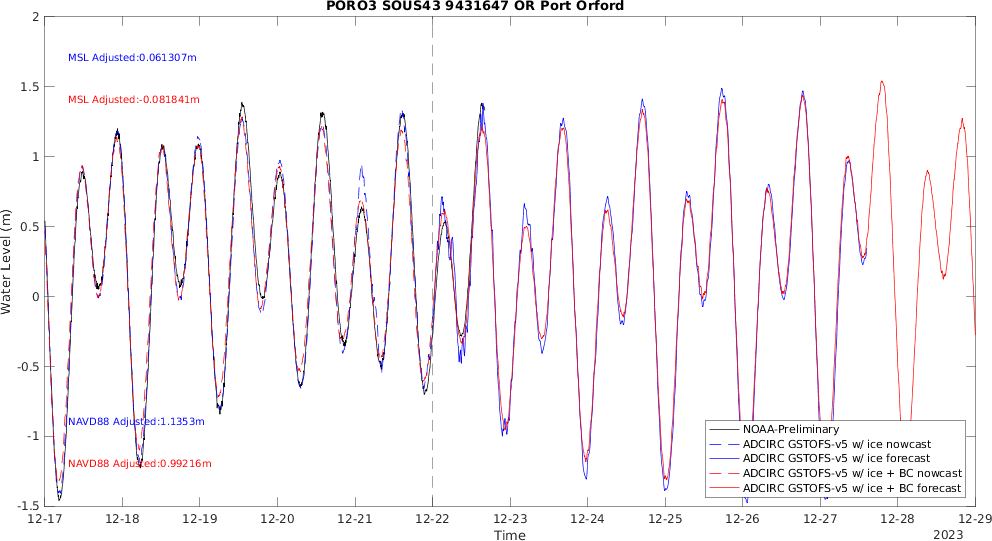 PORO3 SOUS43 9431647 OR Port Orford
2
1.5
1
0.5
0
-0.5
-1
-1.5
Water Level (m)
MSL Adjusted:0.061307m
MSL Adjusted:-0.081841m
NAVD88 Adjusted:1.1353m
NAVD88 Adjusted:0.99216m
NOAA-Preliminary
ADCIRC GSTOFS-v5 w/ ice nowcast
ADCIRC GSTOFS-v5 w/ ice forecast
ADCIRC GSTOFS-v5 w/ ice + BC nowcast
ADCIRC GSTOFS-v5 w/ ice + BC forecast
12-17 12-18 12-19 12-20 12-21 12-22 12-23 12-24 12-25 12-26 12-27 12-28 12-29
Time
2023